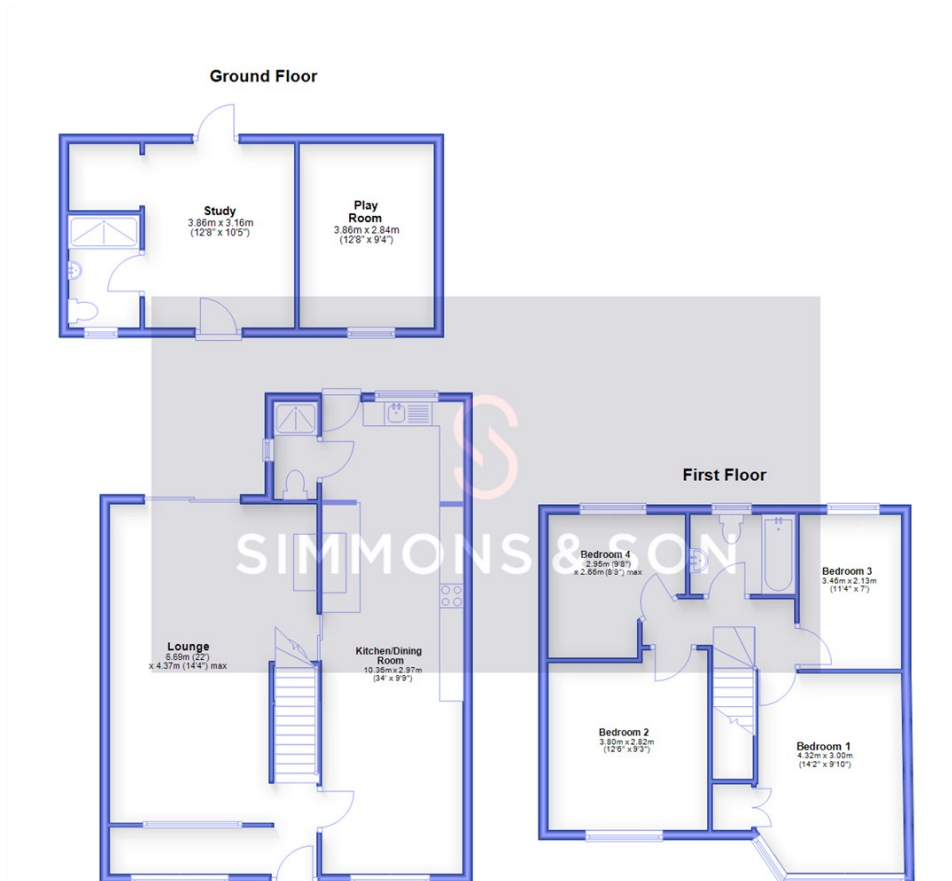 Ground Floor
Study
3.86m x 3.16m
(12'8" x 10'5")
Play
Room
3.86m x 2.84m
(12'8" x 9'4")
First Floor
SIMMONS & SON
Bedroom 4
2.95m (9'8")
x 2.66m (8'9") max
Bedroom 3
3.46m x 2.13m
(11'4" x 7')
Lounge
6.69m (22')
x 4.37m (14'4") max
Kitchen/Dining
Room
10.36m x 2.97m
(34' x 9'9")
Bedroom 2
3.80m x 2.82m
(12'6" x 9'3")
Bedroom 1
4.32m x 3.00m
(14'2" x 9'10")